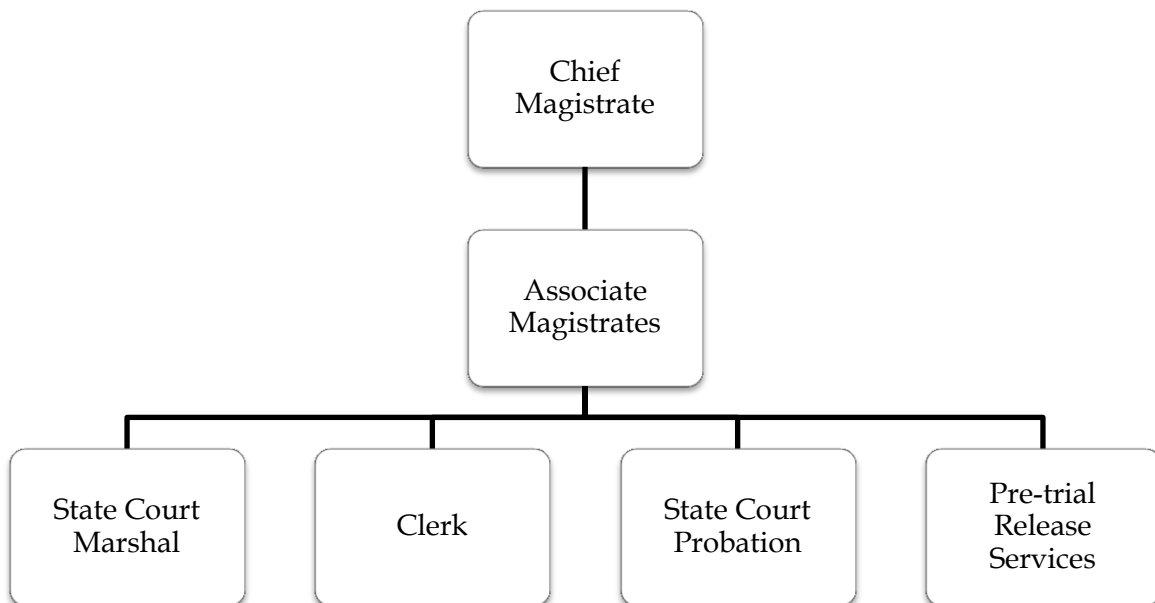 Chief
Magistrate
Associate
Magistrates
State Court
Marshal
Clerk
State Court
Probation
Pre-trial
Release
Services